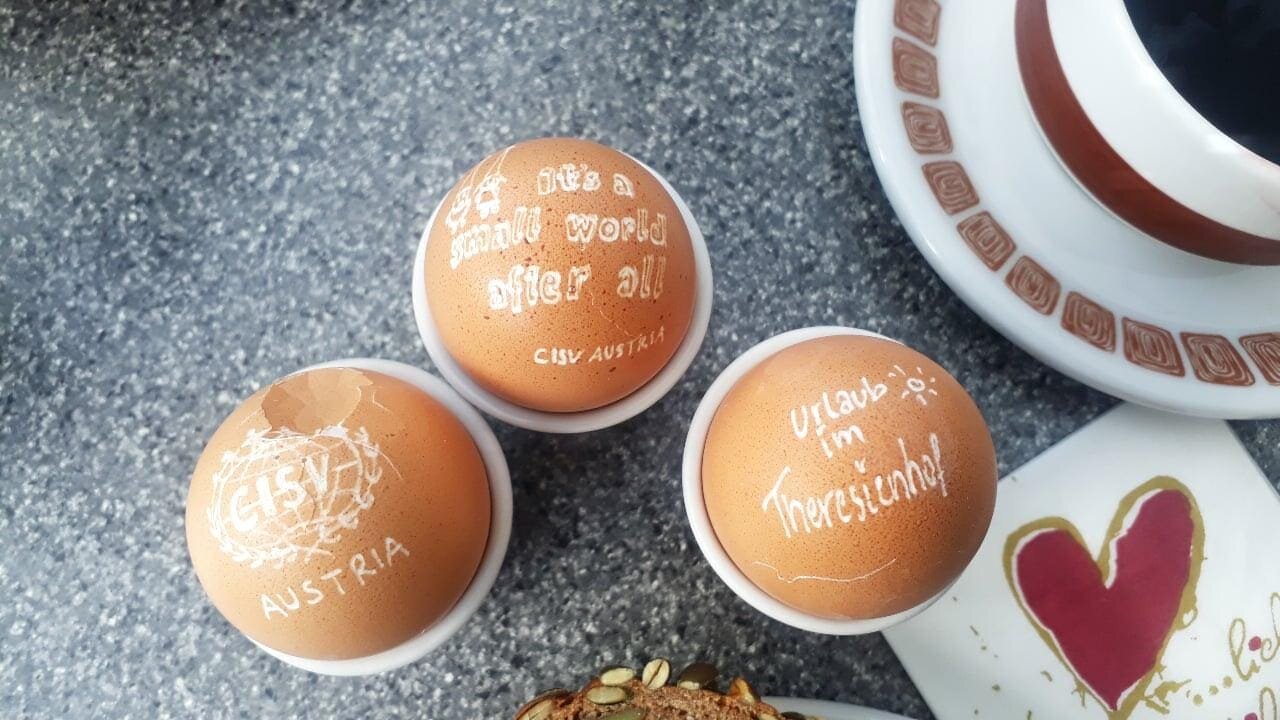 it's a
small world
after all
CISV AUSTRIA
CISV
AUSTRIA
Urlaub
im
Theresienhof